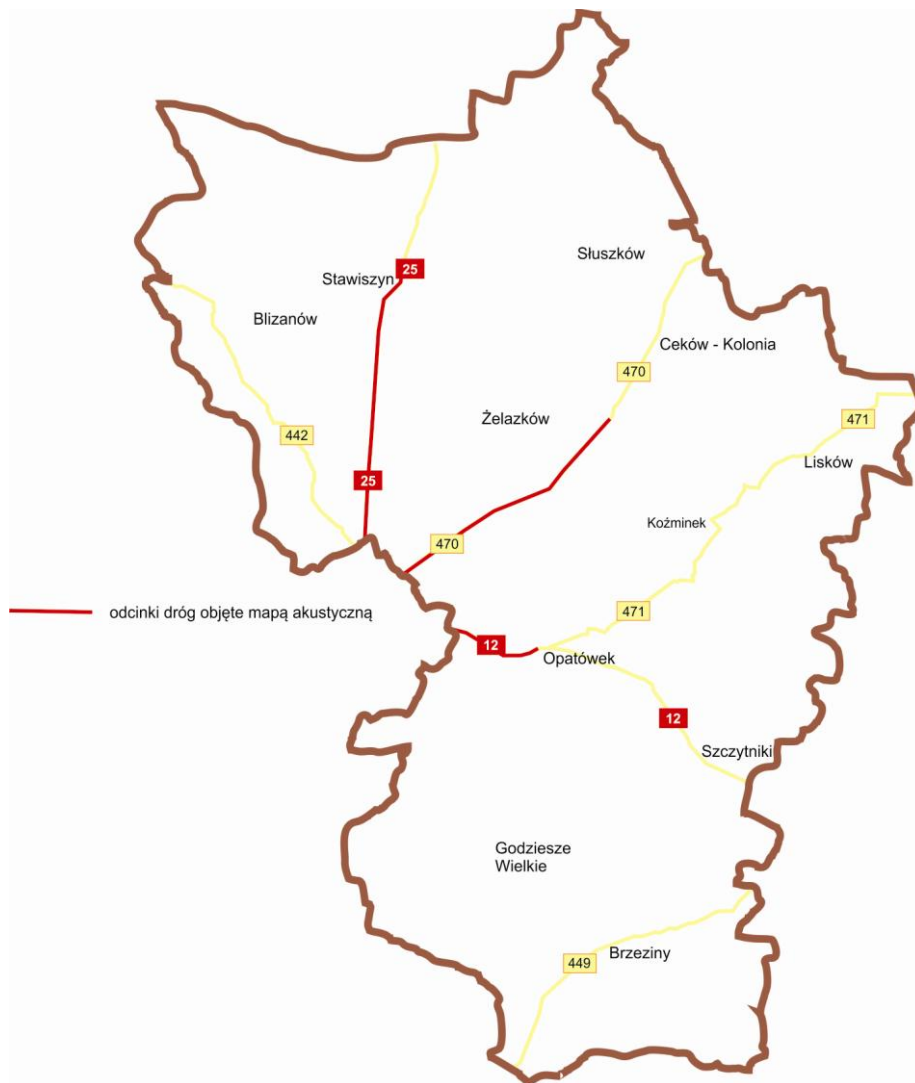 Słuszków
Stawiszyn
25
Blizanów
Ceków - Kolonia
470
Żelazków
471
442
Lisków
25
Koźminek
470
odcinki dróg objęte mapą akustyczną
471
12
Opatówek
12
Szczytniki
Godziesze
Wielkie
Brzeziny
449